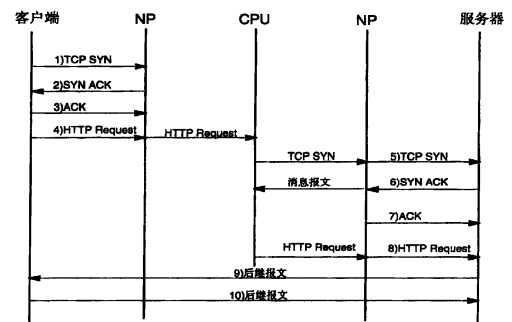 客户端 NP CPU NP 服务器
1)TCP SYN
2)SYN ACK
3)ACK
4)HTTP Request HTTP Request
TCP SYN 5)TCP SYN
消息报文 6)SYN ACK
7)ACK
HTTP Request 8)HTTP Request
9)后继报文
10)后继报文